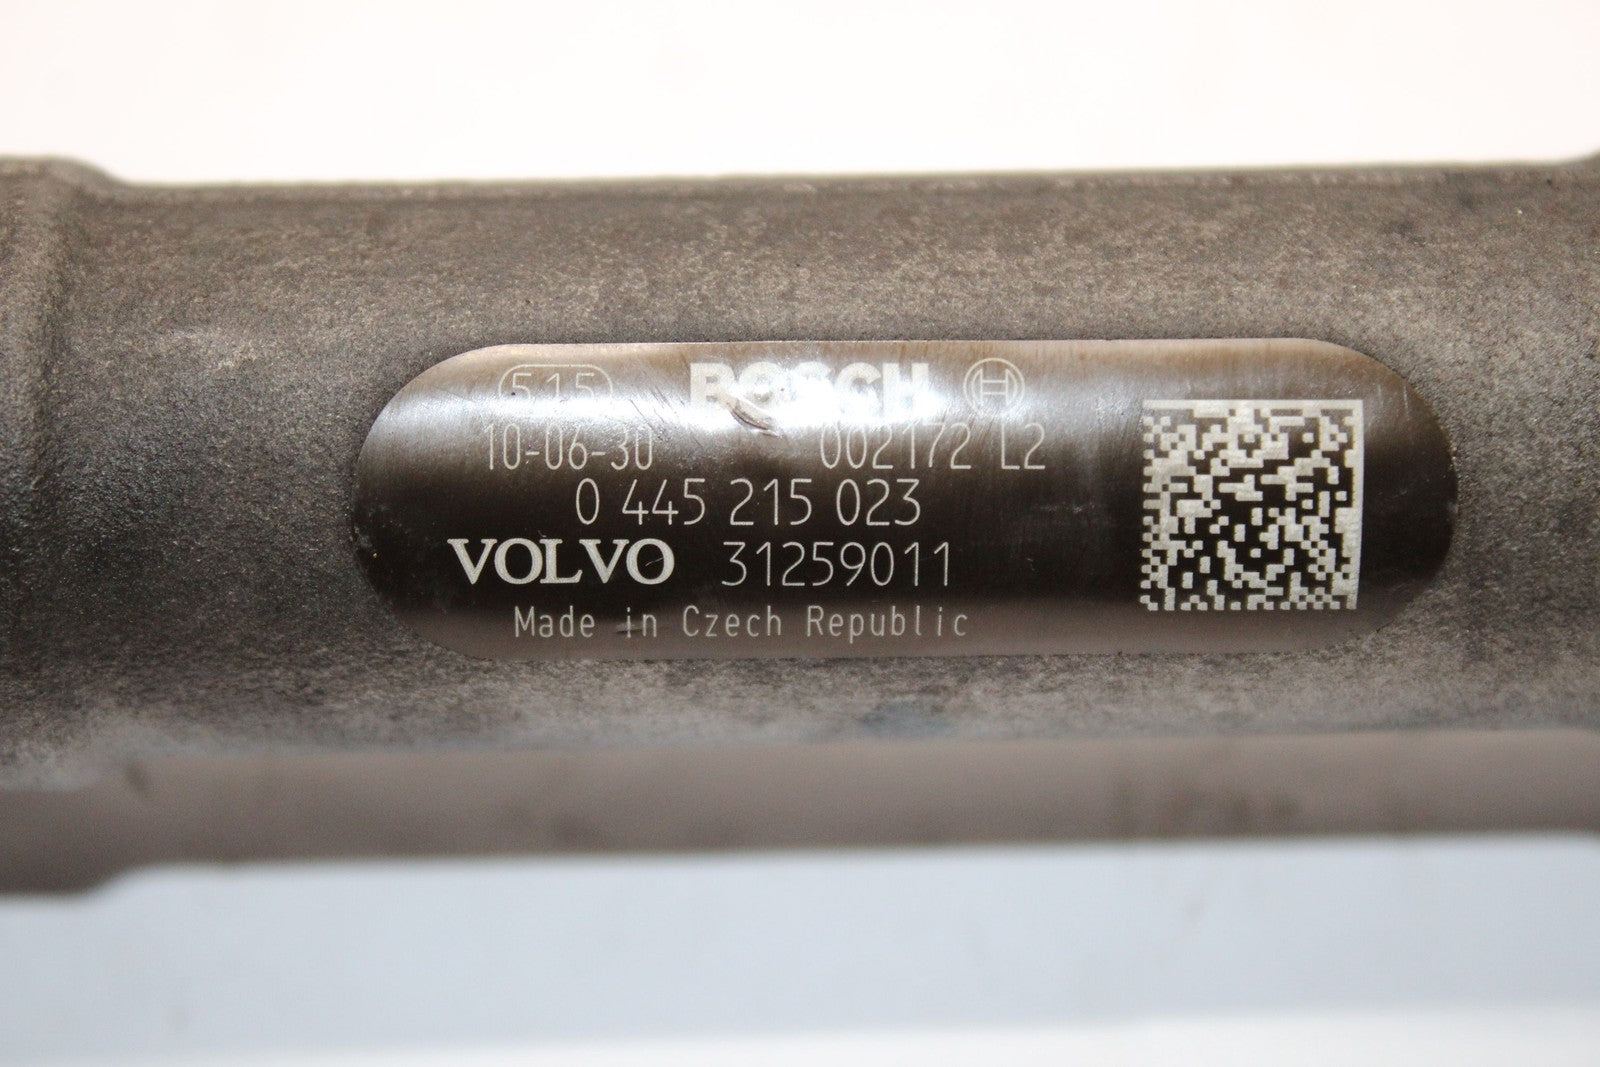 515 BOSCH
10-06-30 002172 L2
0 445 215 023
VOLVO 31259011
Made in Czech Republic